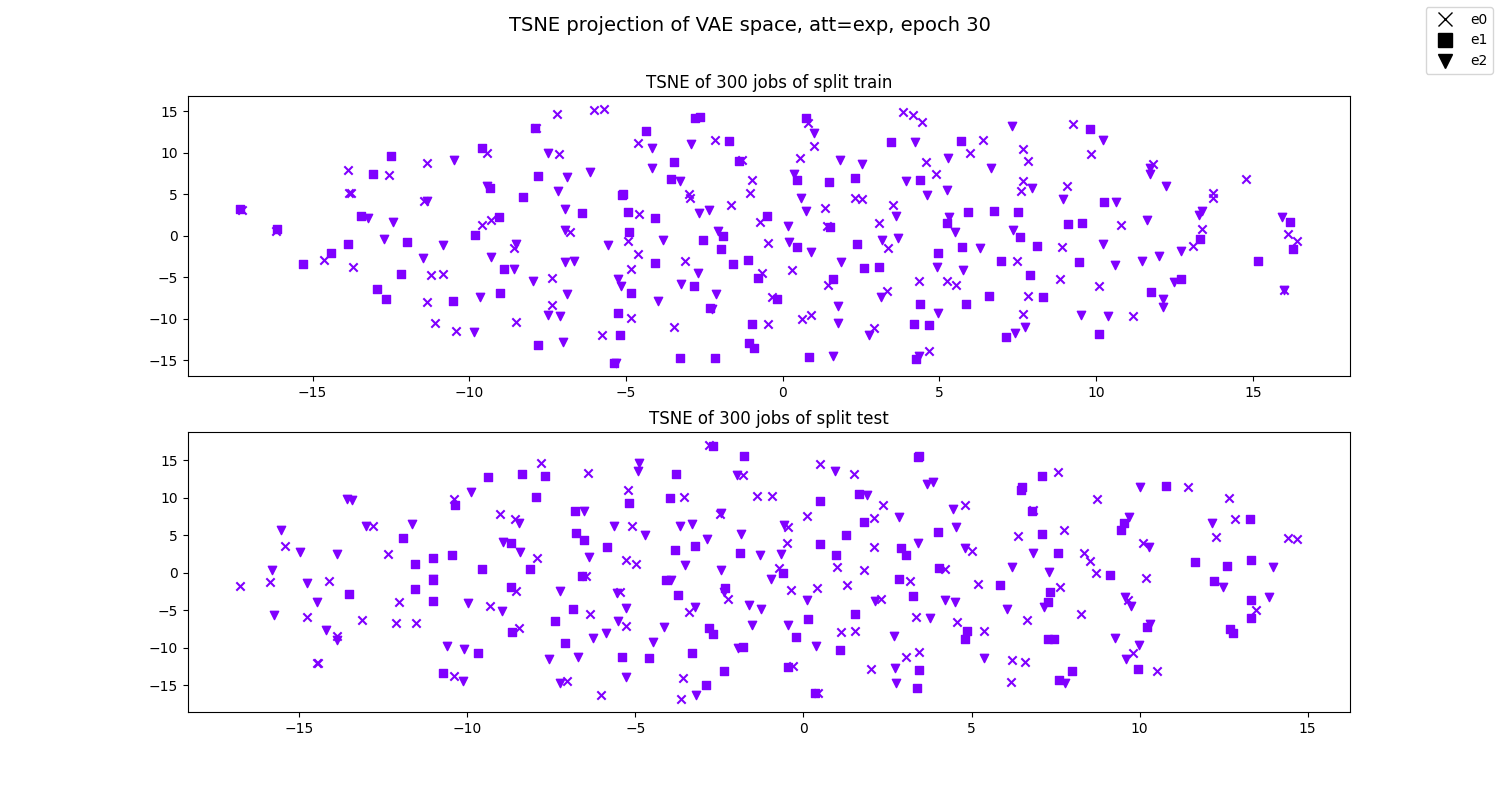 TSNE projection of VAE space, att=exp, epoch 30
e0
e1
e2
TSNE of 300 jobs of split train
15
10
5
0
−5
−10
−15
−15 −10 −5 0 5 10 15
TSNE of 300 jobs of split test
15
10
5
0
−5
−10
−15
−15 −10 −5 0 5 10 15